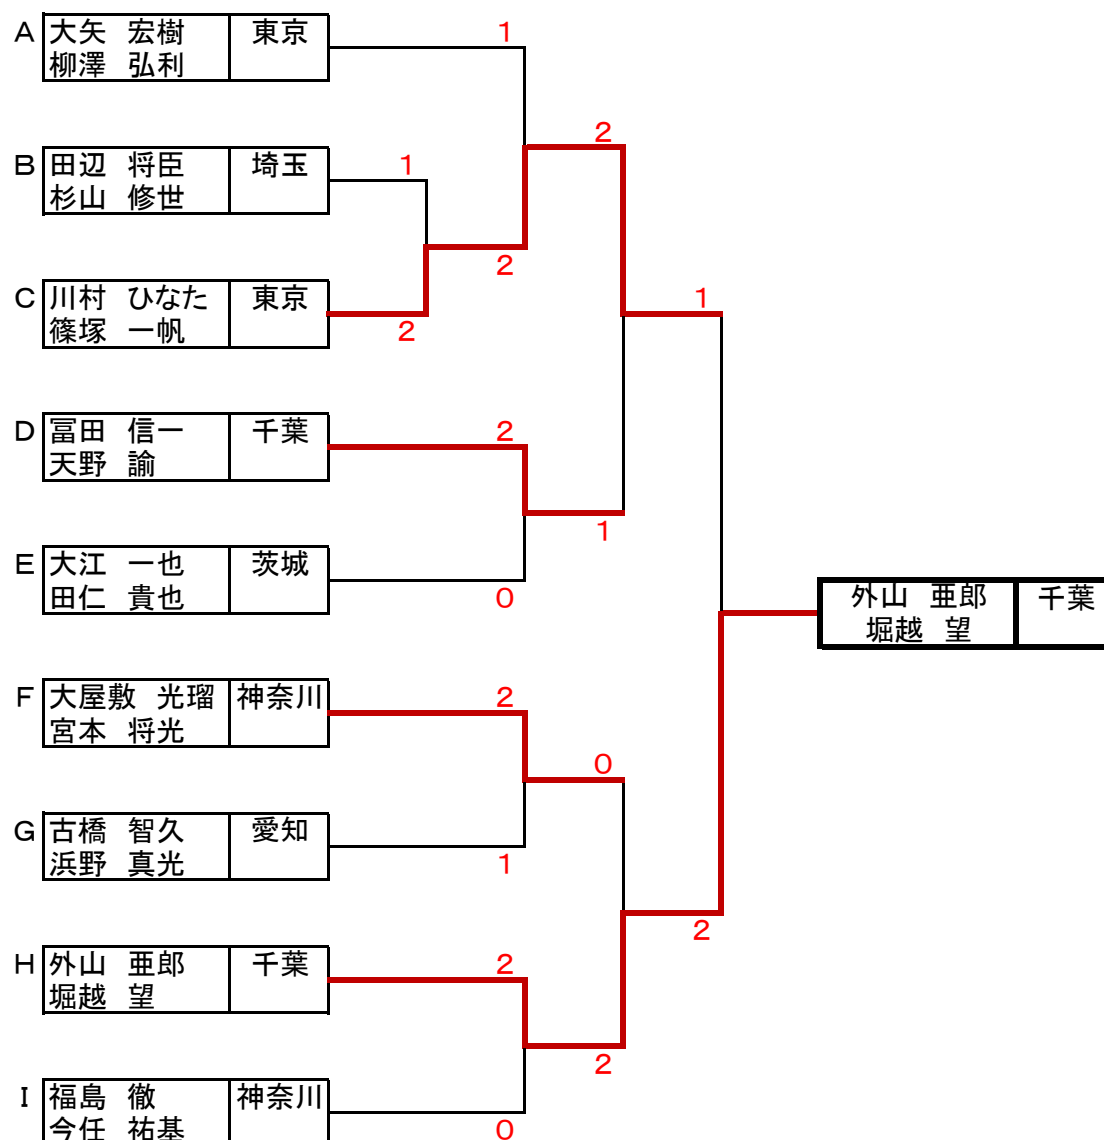 A 大矢 宏樹 東京
柳澤 弘利
1
2
B 田辺 将臣 埼玉
杉山 修世
1
2
C 川村 ひなた 東京
篠塚 一帆
2
1
D 冨田 信一 千葉
天野 諭
2
1
E 大江 一也 茨城
田仁 貴也
0
外山 亜郎 千葉
堀越 望
F 大屋敷 光瑠 神奈川
宮本 将光
2
0
G 古橋 智久 愛知
浜野 真光
1
2
H 外山 亜郎 千葉
堀越 望
2
2
I 福島 徹 神奈川
今任 祐基
0